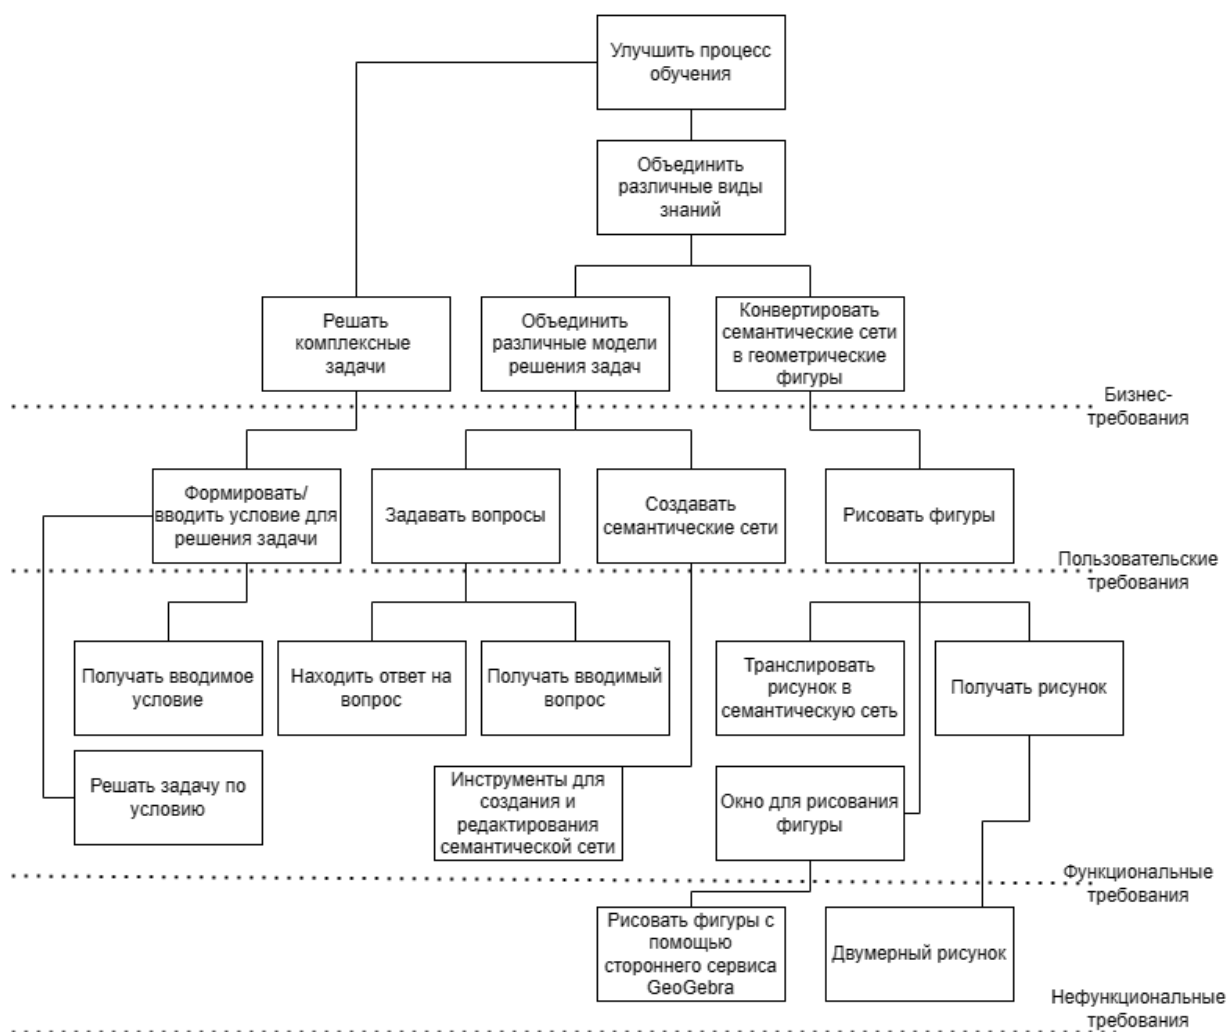 Улучшить процесс
обучения
Объединить
различные виды
знаний
Решать
комплексные
задачи
Объединить
различные модели
решения задач
Конвертировать
семантические сети
в геометрические
фигуры
Бизнес-
требования
Формировать/
вводить условие для
решения задачи
Задавать вопросы
Создавать
семантические сети
Рисовать фигуры
Пользовательские
требования
Получать вводимое
условие
Находить ответ на
вопрос
Получать вводимый
вопрос
Транслировать
рисунок в
семантическую сеть
Получать рисунок
Решать задачу по
условию
Инструменты для
создания и
редактирования
семантической сети
Окно для рисования
фигуры
Функциональные
требования
Рисовать фигуры с
помощью
стороннего сервиса
GeoGebra
Двумерный рисунок
Нефункциональные
требования